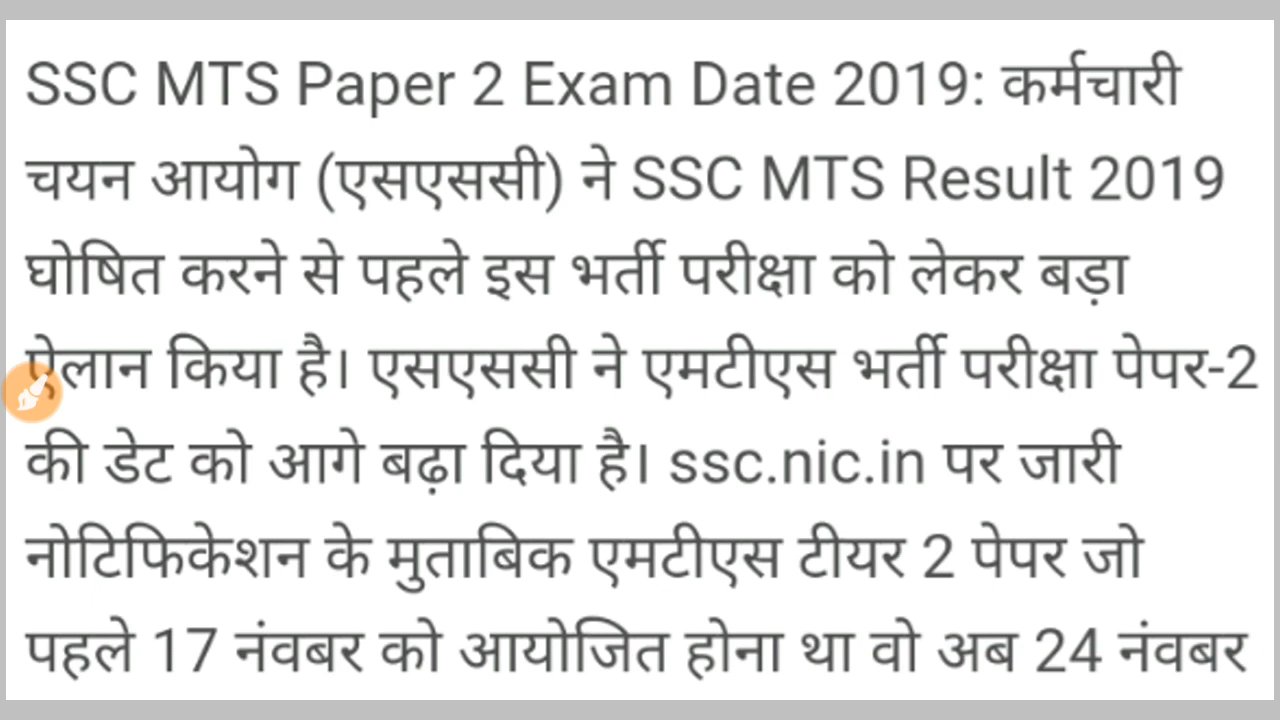 SSC MTS Paper 2 Exam Date 2019: कर्मचारी
चयन आयोग (एसएससी) ने SSC MTS Result 2019
घोषित करने से पहले इस भर्ती परीक्षा को लेकर बड़ा
ऐलान किया है। एसएससी ने एमटीएस भर्ती परीक्षा पेपर-2
की डेट को आगे बढ़ा दिया है। ssc.nic.in पर जारी
नोटिफिकेशन के मुताबिक एमटीएस टीयर 2 पेपर जो
पहले 17 नंवबर को आयोजित होना था वो अब 24 नंवबर